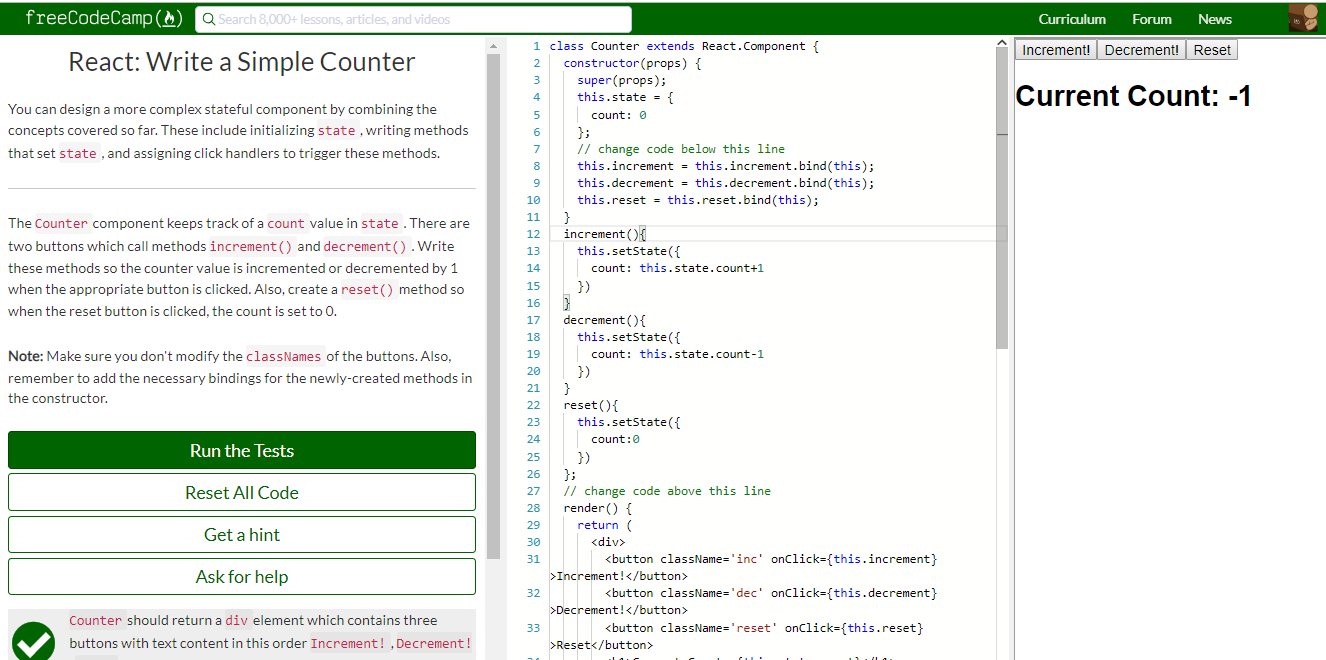 freeCodeCamp
Search 8,000+ lessons, articles, and videos
Curriculum Forum News
React: Write a Simple Counter
You can design a more complex stateful component by combining the
concepts covered so far. These include initializing state , writing methods
that set state , and assigning click handlers to trigger these methods.
The Counter component keeps track of a count value in state . There are
two buttons which call methods increment() and decrement() . Write
these methods so the counter value is incremented or decremented by 1
when the appropriate button is clicked. Also, create a reset() method so
when the reset button is clicked, the count is set to 0.
Note: Make sure you don't modify the classNames of the buttons. Also,
remember to add the necessary bindings for the newly-created methods in
the constructor.
Run the Tests
Reset All Code
Get a hint
Ask for help
Counter should return a div element which contains three
buttons with text content in this order Increment! , Decrement!
1 class Counter extends React.Component {
2 constructor(props) {
3 super(props);
4 this.state = {
5 count: 0
6 };
7 // change code below this line
8 this.increment = this.increment.bind(this);
9 this.decrement = this.decrement.bind(this);
10 this.reset = this.reset.bind(this);
11 }
12 increment(){
13 this.setState({
14 count: this.state.count+1
15 })
16 }
17 decrement(){
18 this.setState({
19 count: this.state.count-1
20 })
21 }
22 reset(){
23 this.setState({
24 count:0
25 })
26 };
27 // change code above this line
28 render() {
29 return (
30 <div>
31 <button className='inc' onClick={this.increment}
>Increment!</button>
32 <button className='dec' onClick={this.decrement}
>Decrement!</button>
33 <button className='reset' onClick={this.reset}
>Reset</button>
Increment! Decrement! Reset
Current Count: -1